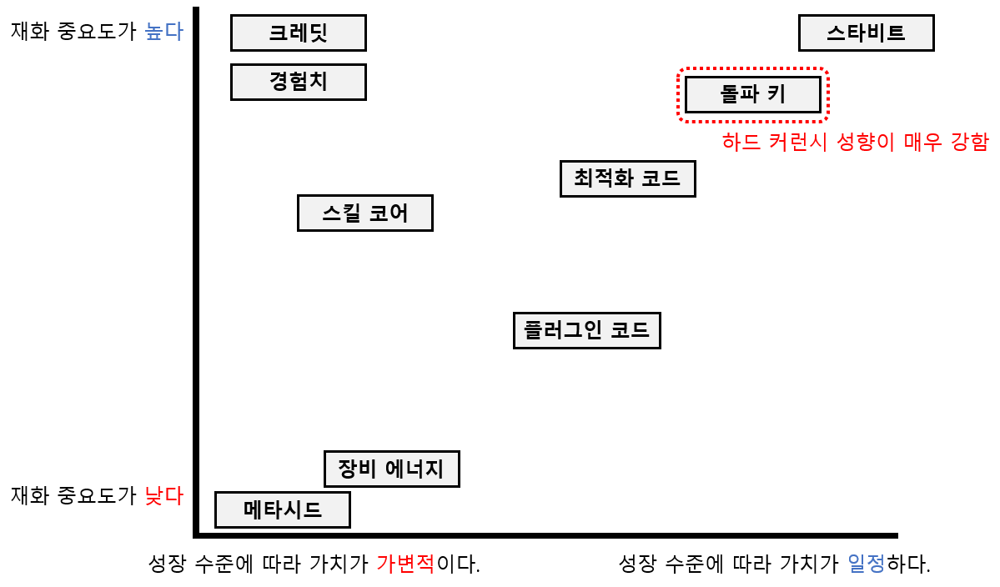 재화 중요도가 높다
크레딧
스타비트
경험치
돌파 키
하드 커런시 성향이 매우 강함
최적화 코드
스킬 코어
플러그인 코드
장비 에너지
재화 중요도가 낮다
메타시드
성장 수준에 따라 가치가 가변적이다.
성장 수준에 따라 가치가 일정하다.